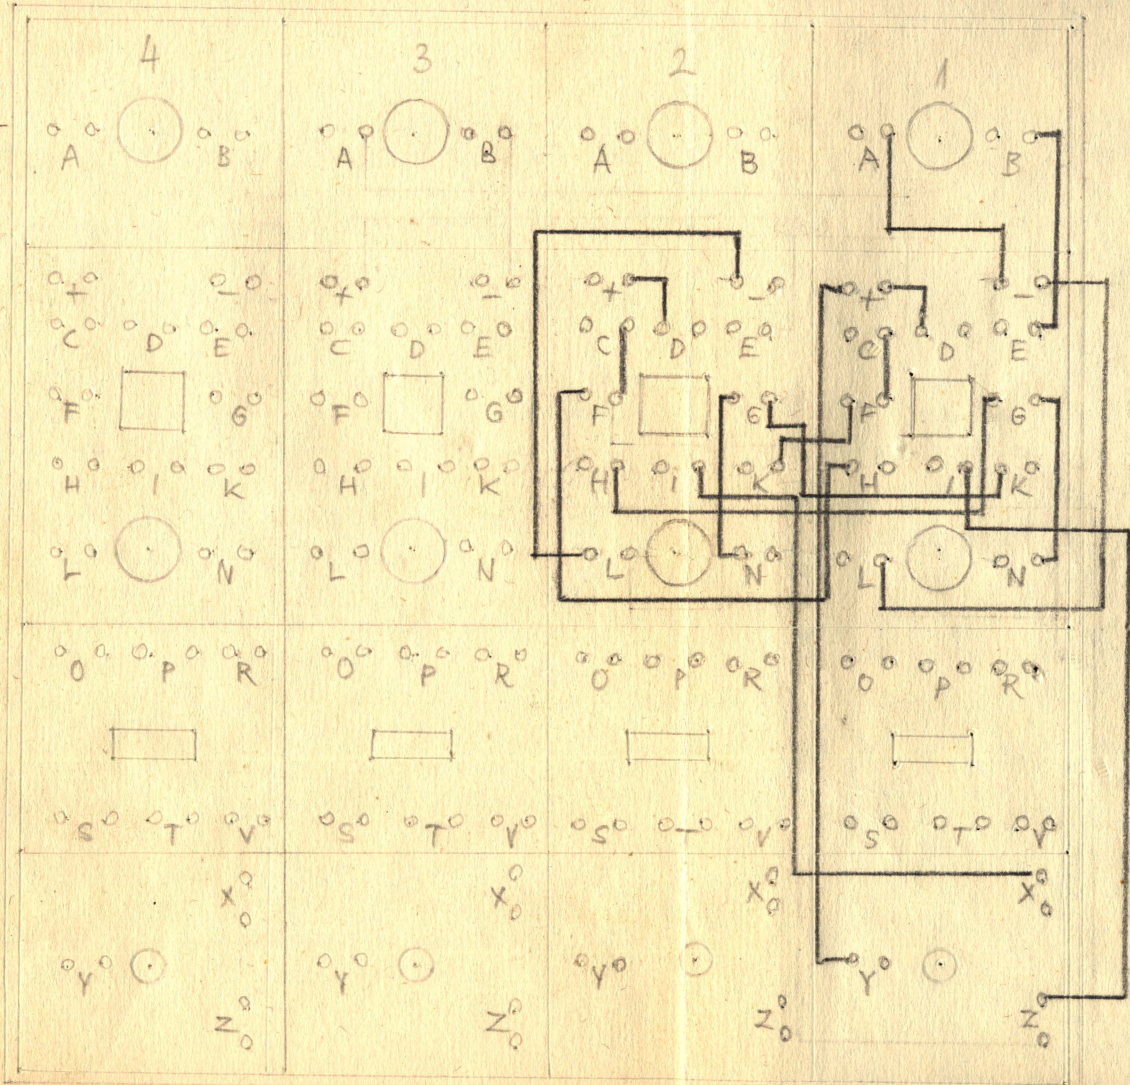 4 3 2 1
A B A B A B A B
+ - + - + - + -
C D E C D E C D E C D E
F G F G F G F G
H I K H I K H I K H I K
L N L N L N L N
O P R O P R O P R O P R
S T V S T V S T V S T V
X X X X
Y Y Y Y
Z Z Z Z